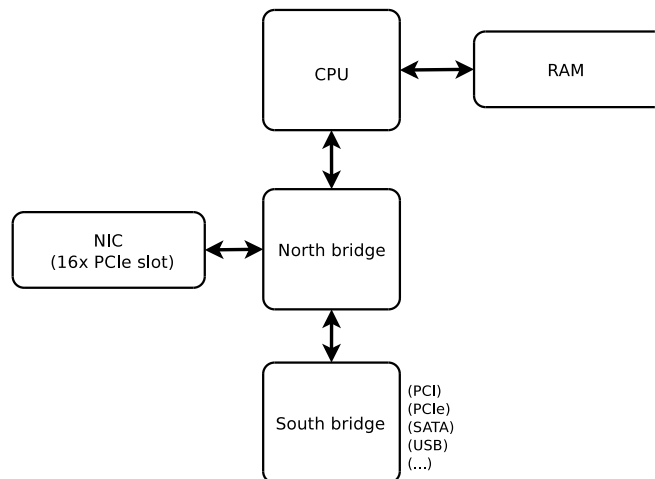 CPU
RAM
NIC
(16x PCIe slot)
North bridge
South bridge
(PCI)
(PCIe)
(SATA)
(USB)
(...)